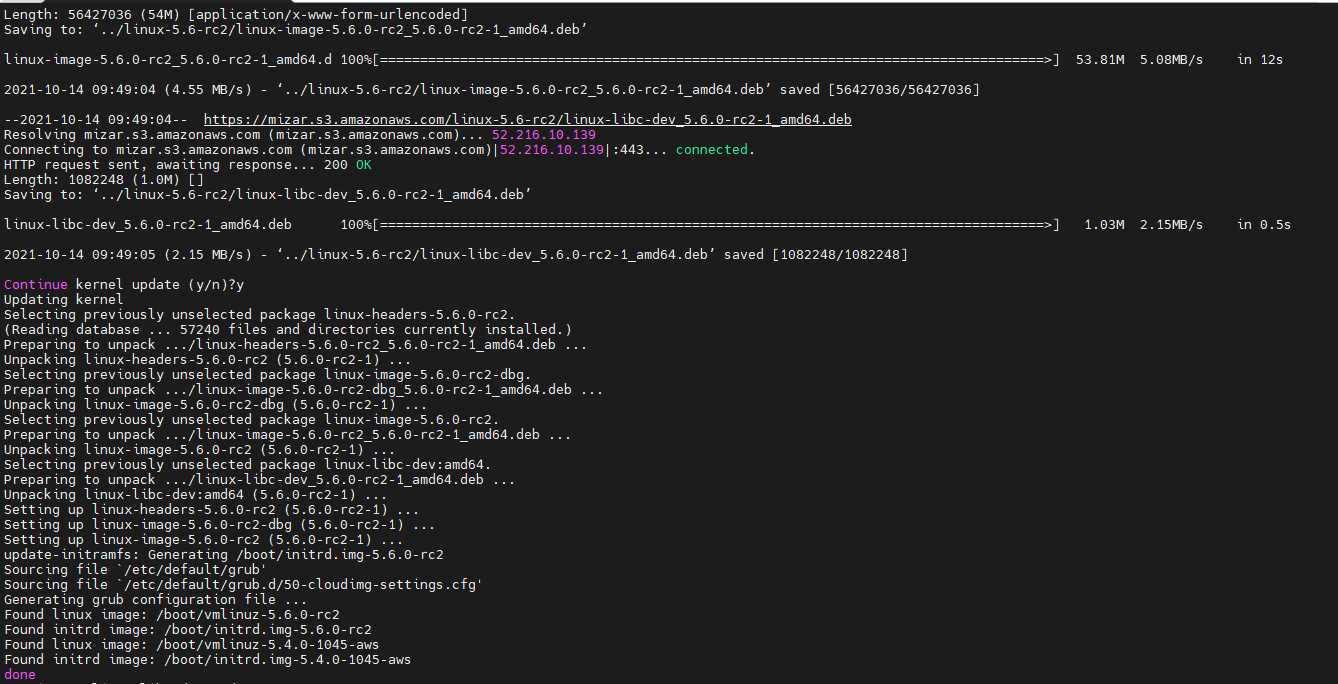 Length: 56427036 (54M) [application/x-www-form-urlencoded]
Saving to: ‘../linux-5.6-rc2/linux-image-5.6.0-rc2_5.6.0-rc2-1_amd64.deb’
linux-image-5.6.0-rc2_5.6.0-rc2-1_amd64.d 100%[===================================================================================>]  53.81M  5.08MB/s    in 12s
2021-10-14 09:49:04 (4.55 MB/s) - ‘../linux-5.6-rc2/linux-image-5.6.0-rc2_5.6.0-rc2-1_amd64.deb’ saved [56427036/56427036]
--2021-10-14 09:49:04--  https://mizar.s3.amazonaws.com/linux-5.6-rc2/linux-libc-dev_5.6.0-rc2-1_amd64.deb
Resolving mizar.s3.amazonaws.com (mizar.s3.amazonaws.com)... 52.216.10.139
Connecting to mizar.s3.amazonaws.com (mizar.s3.amazonaws.com)|52.216.10.139|:443... connected.
HTTP request sent, awaiting response... 200 OK
Length: 1082248 (1.0M) []
Saving to: ‘../linux-5.6-rc2/linux-libc-dev_5.6.0-rc2-1_amd64.deb’
linux-libc-dev_5.6.0-rc2-1_amd64.deb      100%[===================================================================================>]   1.03M  2.15MB/s    in 0.5s
2021-10-14 09:49:05 (2.15 MB/s) - ‘../linux-5.6-rc2/linux-libc-dev_5.6.0-rc2-1_amd64.deb’ saved [1082248/1082248]
Continue kernel update (y/n)?y
Updating kernel
Selecting previously unselected package linux-headers-5.6.0-rc2.
(Reading database ... 57240 files and directories currently installed.)
Preparing to unpack .../linux-headers-5.6.0-rc2_5.6.0-rc2-1_amd64.deb ...
Unpacking linux-headers-5.6.0-rc2 (5.6.0-rc2-1) ...
Selecting previously unselected package linux-image-5.6.0-rc2-dbg.
Preparing to unpack .../linux-image-5.6.0-rc2-dbg_5.6.0-rc2-1_amd64.deb ...
Unpacking linux-image-5.6.0-rc2-dbg (5.6.0-rc2-1) ...
Selecting previously unselected package linux-image-5.6.0-rc2.
Preparing to unpack .../linux-image-5.6.0-rc2_5.6.0-rc2-1_amd64.deb ...
Unpacking linux-image-5.6.0-rc2 (5.6.0-rc2-1) ...
Selecting previously unselected package linux-libc-dev:amd64.
Preparing to unpack .../linux-libc-dev_5.6.0-rc2-1_amd64.deb ...
Unpacking linux-libc-dev:amd64 (5.6.0-rc2-1) ...
Setting up linux-headers-5.6.0-rc2 (5.6.0-rc2-1) ...
Setting up linux-image-5.6.0-rc2-dbg (5.6.0-rc2-1) ...
Setting up linux-image-5.6.0-rc2 (5.6.0-rc2-1) ...
update-initramfs: Generating /boot/initrd.img-5.6.0-rc2
Sourcing file `/etc/default/grub'
Sourcing file `/etc/default/grub.d/50-cloudimg-settings.cfg'
Generating grub configuration file ...
Found linux image: /boot/vmlinuz-5.6.0-rc2
Found initrd image: /boot/initrd.img-5.6.0-rc2
Found linux image: /boot/vmlinuz-5.4.0-1045-aws
Found initrd image: /boot/initrd.img-5.4.0-1045-aws
done